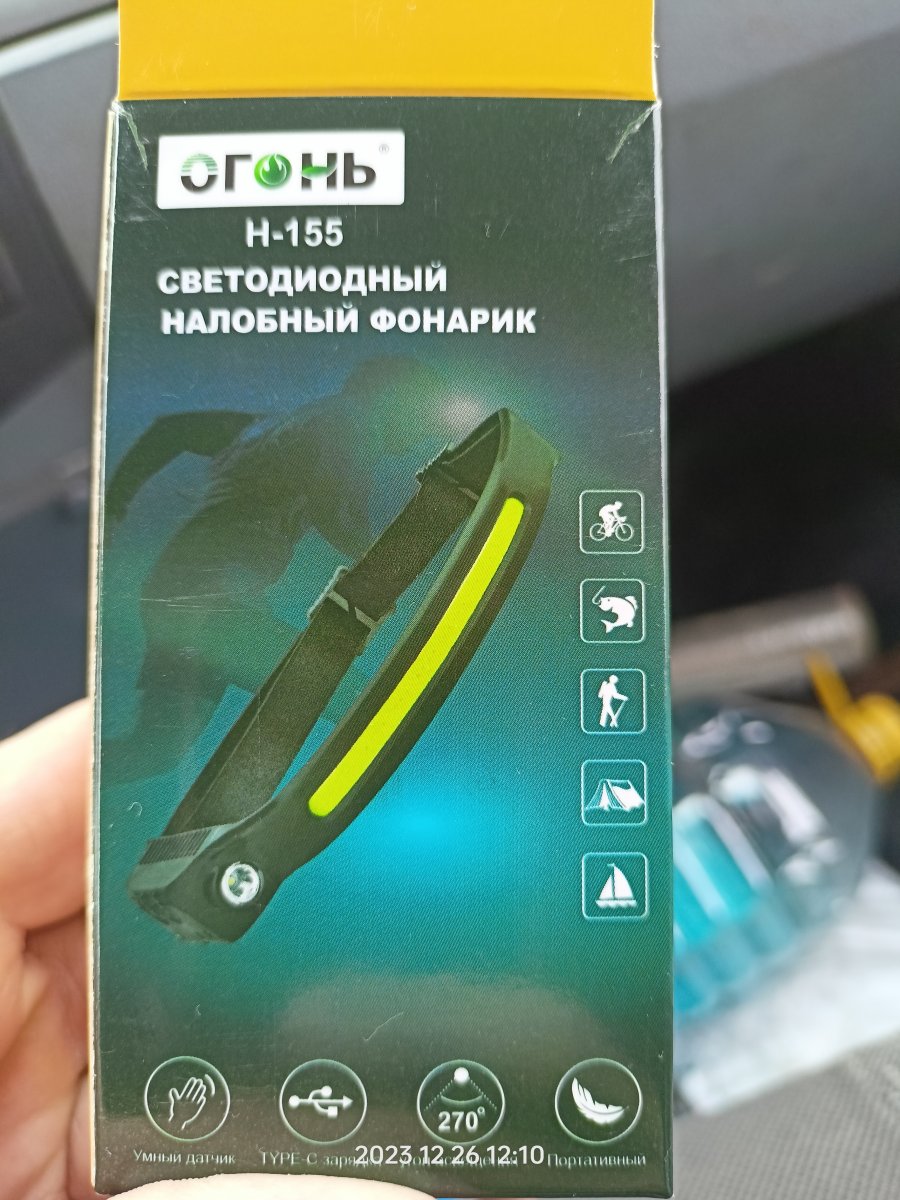 ОГОНЬ®
H-155
СВЕТОДИОДНЫЙ
НАЛОБНЫЙ ФОНАРИК
270°
Умный датчик TYPE-C Портативный
2023.12.26 12:10